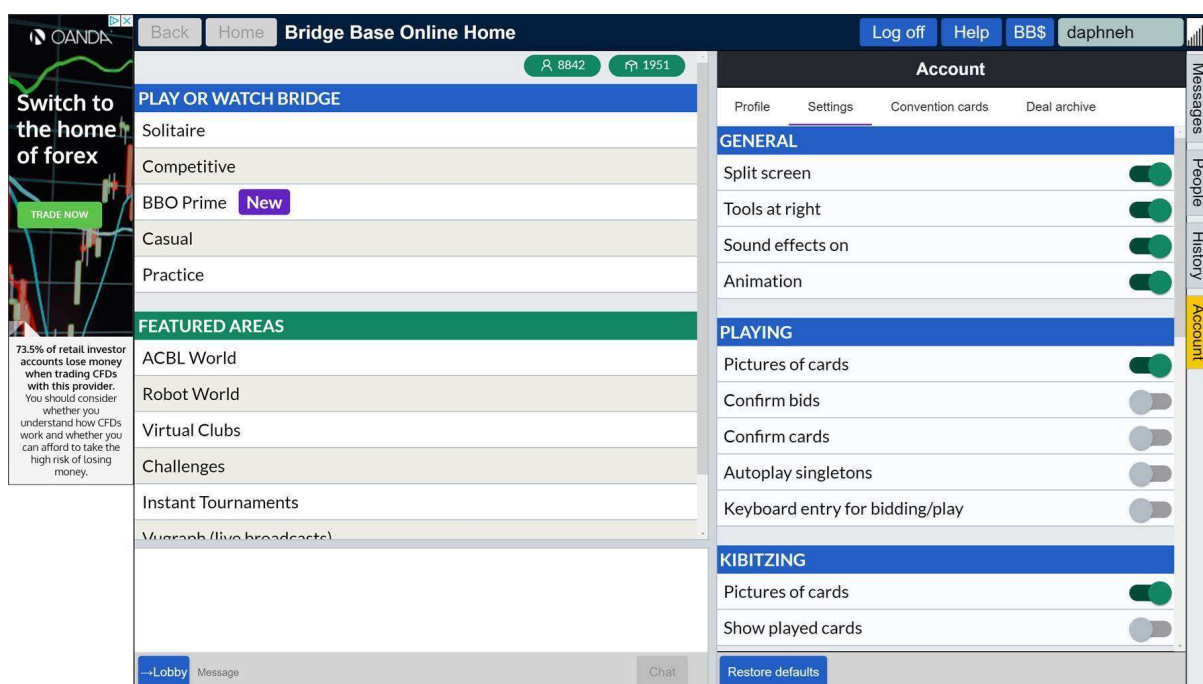 OANDA
Switch to
the home
of forex
TRADE NOW
73.5% of retail investor
accounts lose money
when trading CFDs
with this provider.
You should consider
whether you
understand how CFDs
work and whether you
can afford to take the
high risk of losing
money.
Back Home Bridge Base Online Home Log off Help BB$ daphneh
8842 1951
PLAY OR WATCH BRIDGE
Solitaire
Competitive
BBO Prime New
Casual
Practice
FEATURED AREAS
ACBL World
Robot World
Virtual Clubs
Challenges
Instant Tournaments
Vugraph (live broadcasts)
→Lobby Message Chat
Account
Profile Settings Convention cards Deal archive
GENERAL
Split screen
Tools at right
Sound effects on
Animation
PLAYING
Pictures of cards
Confirm bids
Confirm cards
Autoplay singletons
Keyboard entry for bidding/play
KIBITZING
Pictures of cards
Show played cards
Restore defaults
Messages
People
History
Account